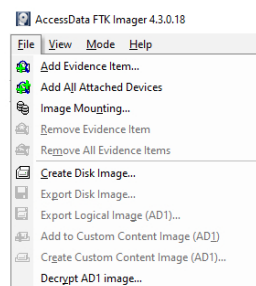 AccessData FTK Imager 4.3.0.18
File View Mode Help
Add Evidence Item...
Add All Attached Devices
Image Mounting...
Remove Evidence Item
Remove All Evidence Items
Create Disk Image...
Export Disk Image...
Export Logical Image (AD1)...
Add to Custom Content Image (AD1)
Create Custom Content Image (AD1)...
Decrypt AD1 image...